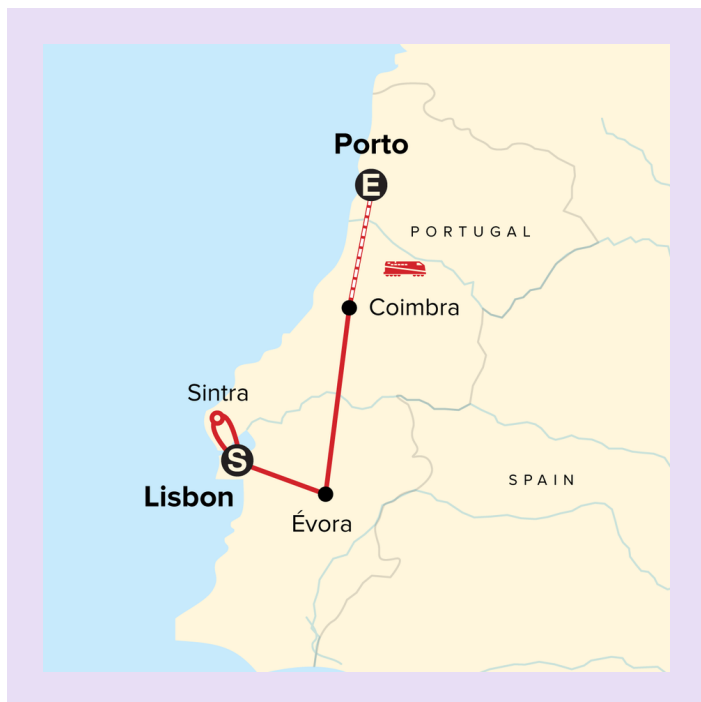 Porto
E
PORTUGAL
Coimbra
Sintra
S
Lisbon
SPAIN
Évora